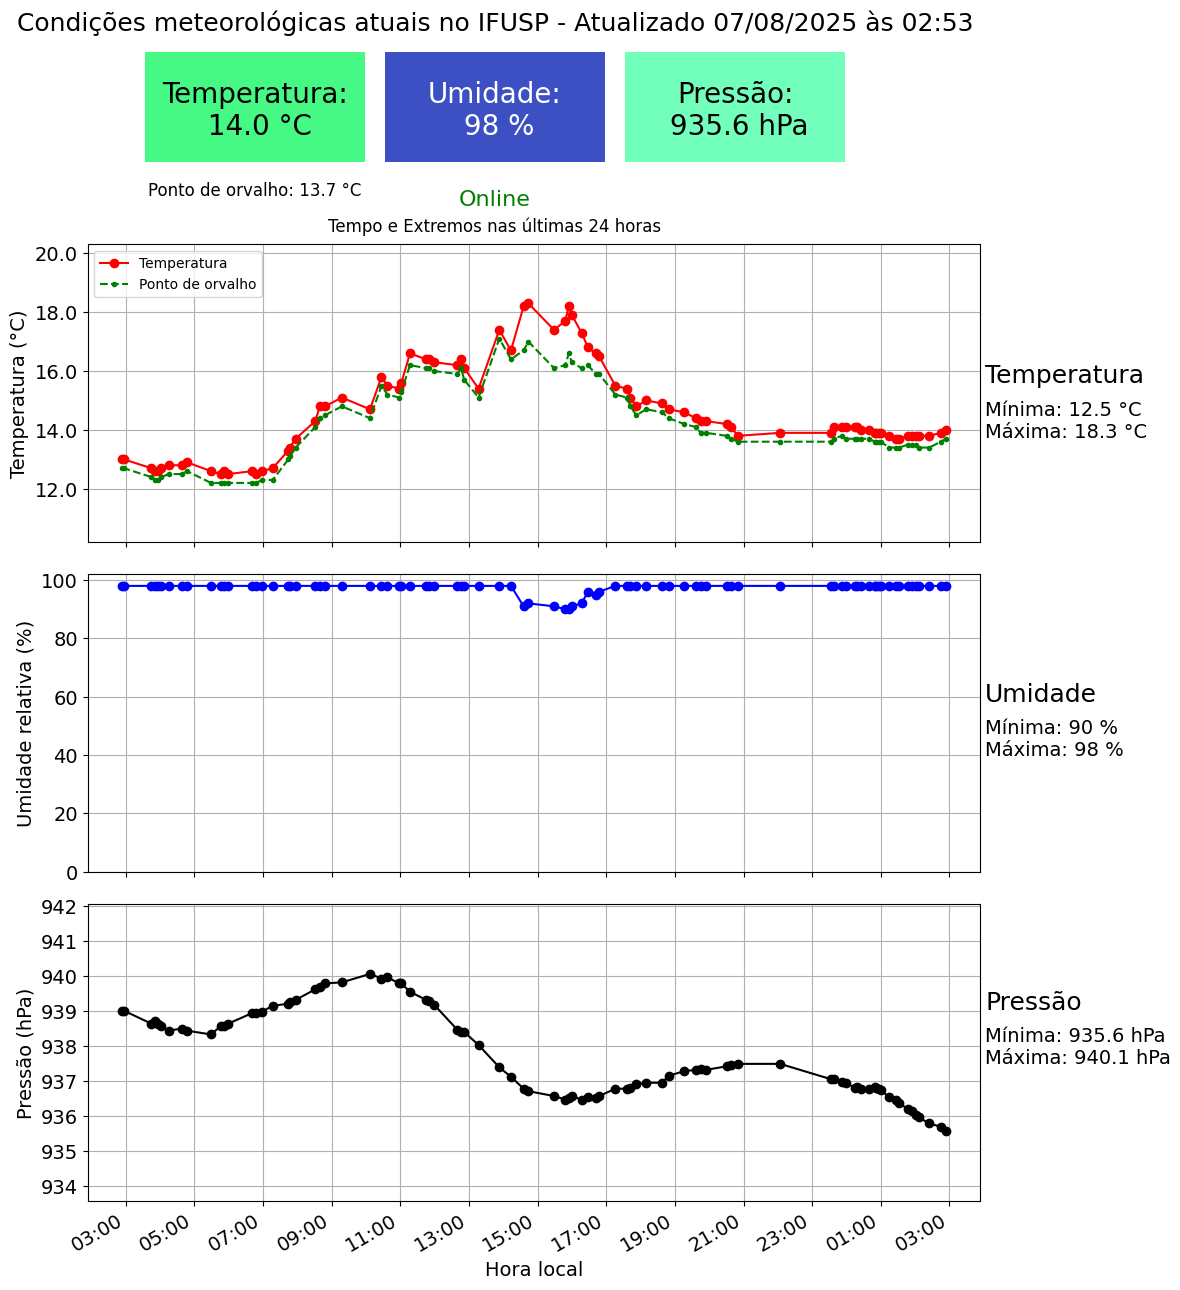 Condições meteorológicas atuais no IFUSP - Atualizado 07/08/2025 às 02:53
Temperatura:
14.0 °C
Umidade:
98 %
Pressão:
935.6 hPa
Ponto de orvalho: 13.7 °C
Online
Tempo e Extremos nas últimas 24 horas
Temperatura (°C)
20.0
18.0
16.0
14.0
12.0
Temperatura
Ponto de orvalho
Temperatura
Mínima: 12.5 °C
Máxima: 18.3 °C
Umidade relativa (%)
100
80
60
40
20
0
Umidade
Mínima: 90 %
Máxima: 98 %
Pressão (hPa)
942
941
940
939
938
937
936
935
934
Pressão
Mínima: 935.6 hPa
Máxima: 940.1 hPa
03:00 05:00 07:00 09:00 11:00 13:00 15:00 17:00 19:00 21:00 23:00 01:00 03:00
Hora local